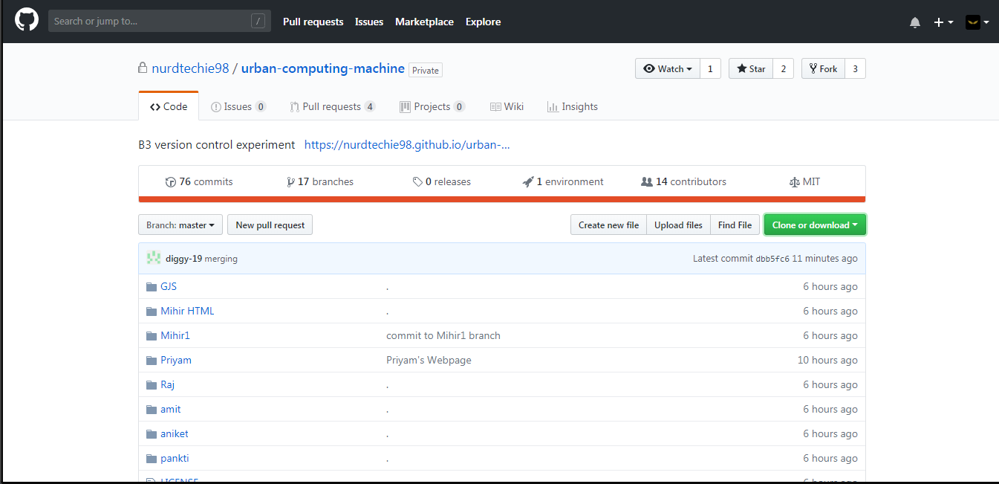 Search or jump to... /
Pull requests Issues Marketplace Explore
nurdtechie98 / urban-computing-machine Private
Watch 1 Star 2 Fork 3
Code Issues 0 Pull requests 4 Projects 0 Wiki Insights
B3 version control experiment https://nurdtechie98.github.io/urban-...
76 commits 17 branches 0 releases 1 environment 14 contributors MIT
Branch: master New pull request Create new file Upload files Find File Clone or download
diggy-19 merging Latest commit dbb5fc6 11 minutes ago
GJS . 6 hours ago
Mihir HTML . 6 hours ago
Mihir1 commit to Mihir1 branch 6 hours ago
Priyam Priyam's Webpage 10 hours ago
Raj . 6 hours ago
amit . 6 hours ago
aniket . 6 hours ago
pankti . 6 hours ago
LICENSE 6 hours ago